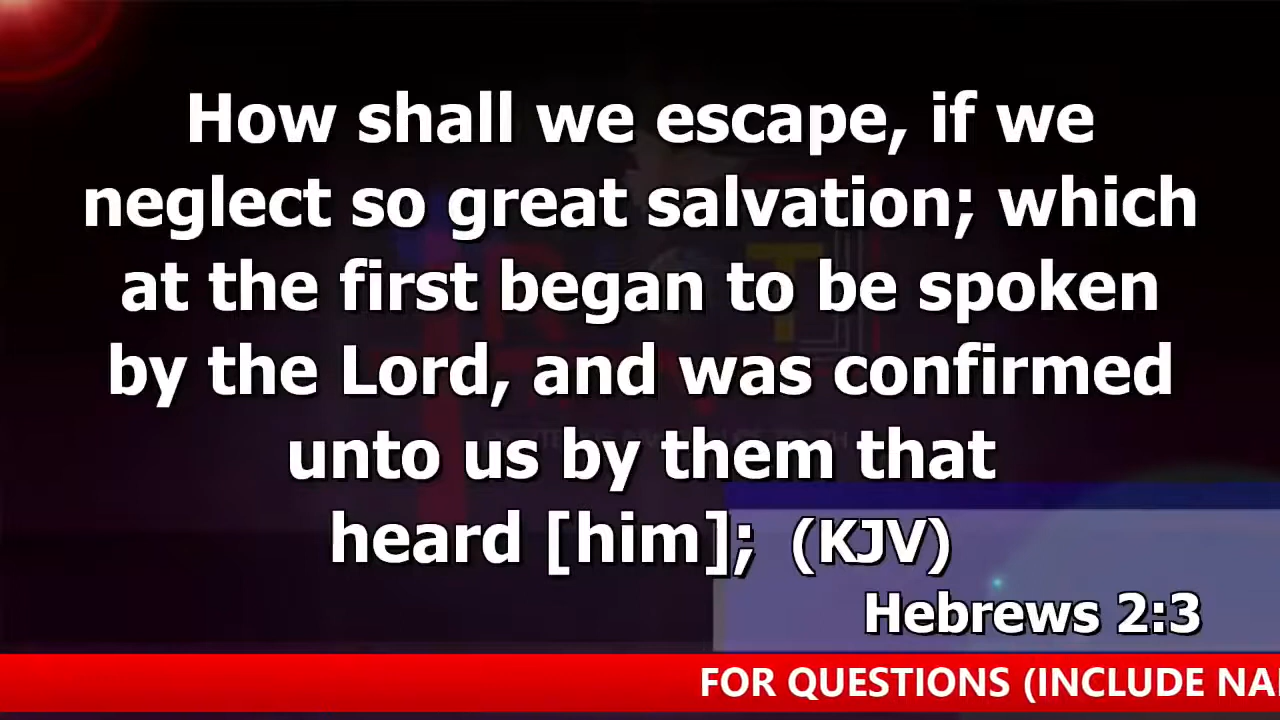 How shall we escape, if we
neglect so great salvation; which
at the first began to be spoken
by the Lord, and was confirmed
unto us by them that
heard [him]; (KJV)
Hebrews 2:3
FOR QUESTIONS (INCLUDE NA